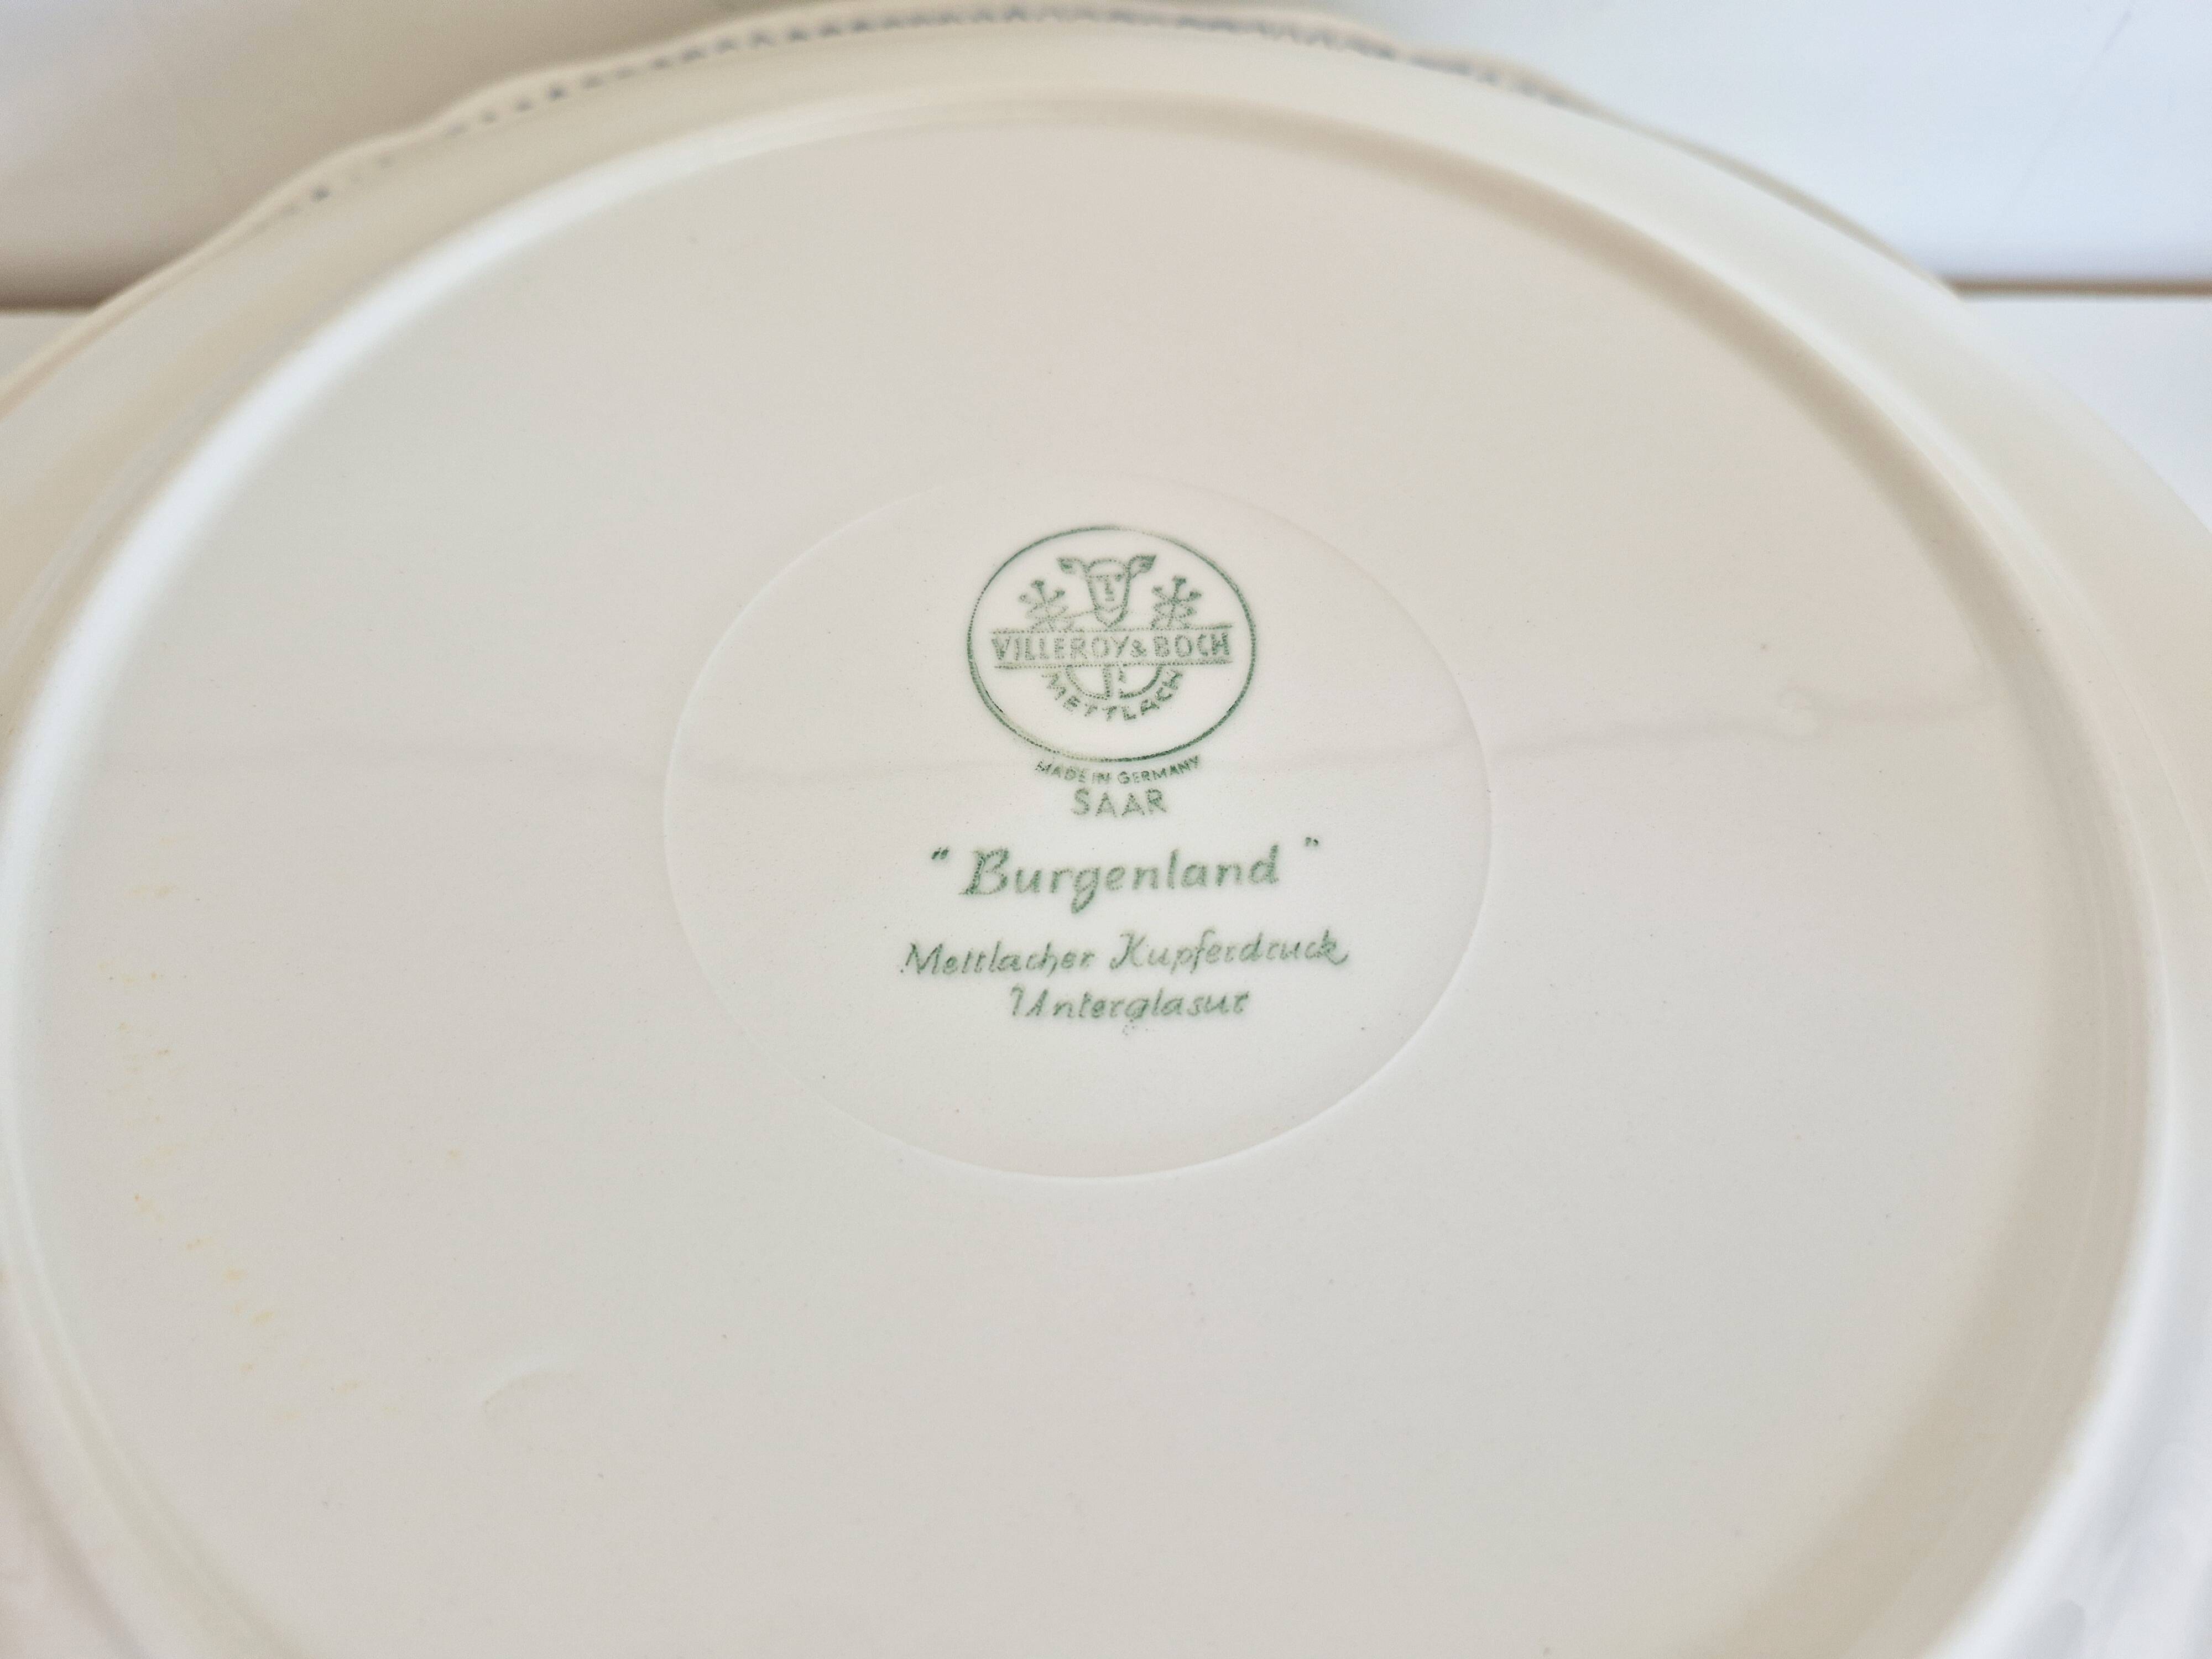 VILLEROY & BOCH
METTLACH
MADE IN GERMANY
SAAR
"Burgenland"
Mettlacher Kupferdruck
Unterglasur